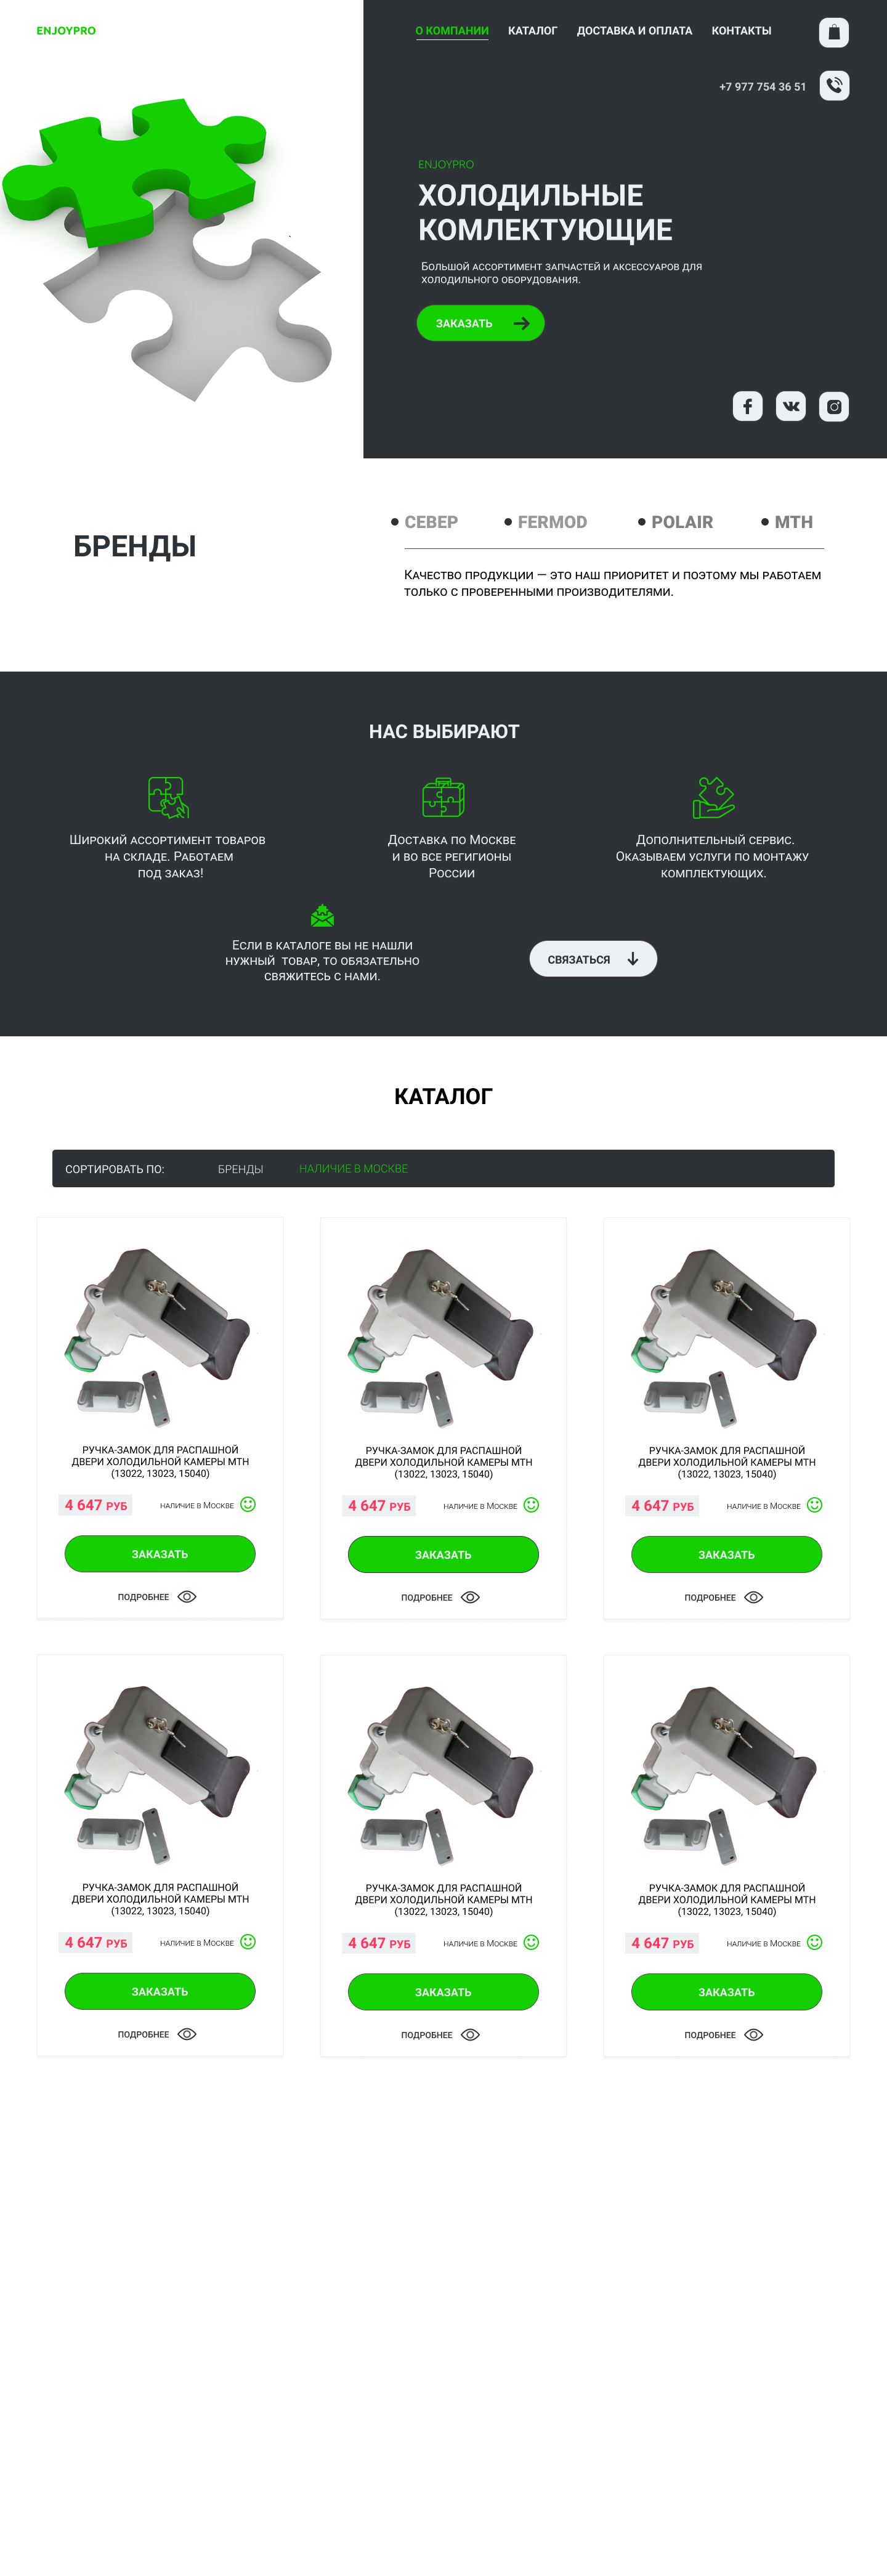 ENJOYPRO
О КОМПАНИИ КАТАЛОГ ДОСТАВКА И ОПЛАТА КОНТАКТЫ
+7 977 754 36 51
ENJOYPRO
ХОЛОДИЛЬНЫЕ
КОМЛЕКТУЮЩИЕ
Большой ассортимент запчастей и аксессуаров для
холодильного оборудования.
ЗАКАЗАТЬ
БРЕНДЫ
• СЕВЕР • FERMOD • POLAIR • МТН
Качество продукции — это наш приоритет и поэтому мы работаем
только с проверенными производителями.
НАС ВЫБИРАЮТ
Широкий ассортимент товаров
на складе. Работаем
под заказ!
Доставка по Москве
и во все регигионы
России
Дополнительный сервис.
Оказываем услуги по монтажу
комплектующих.
Если в каталоге вы не нашли
нужный товар, то обязательно
свяжитесь с нами.
СВЯЗАТЬСЯ
КАТАЛОГ
СОРТИРОВАТЬ ПО: БРЕНДЫ НАЛИЧИЕ В МОСКВЕ
РУЧКА-ЗАМОК ДЛЯ РАСПАШНОЙ
ДВЕРИ ХОЛОДИЛЬНОЙ КАМЕРЫ МТН
(13022, 13023, 15040)
4 647 РУБ наличие в Москве
ЗАКАЗАТЬ
ПОДРОБНЕЕ
РУЧКА-ЗАМОК ДЛЯ РАСПАШНОЙ
ДВЕРИ ХОЛОДИЛЬНОЙ КАМЕРЫ МТН
(13022, 13023, 15040)
4 647 РУБ наличие в Москве
ЗАКАЗАТЬ
ПОДРОБНЕЕ
РУЧКА-ЗАМОК ДЛЯ РАСПАШНОЙ
ДВЕРИ ХОЛОДИЛЬНОЙ КАМЕРЫ МТН
(13022, 13023, 15040)
4 647 РУБ наличие в Москве
ЗАКАЗАТЬ
ПОДРОБНЕЕ
РУЧКА-ЗАМОК ДЛЯ РАСПАШНОЙ
ДВЕРИ ХОЛОДИЛЬНОЙ КАМЕРЫ МТН
(13022, 13023, 15040)
4 647 РУБ наличие в Москве
ЗАКАЗАТЬ
ПОДРОБНЕЕ
РУЧКА-ЗАМОК ДЛЯ РАСПАШНОЙ
ДВЕРИ ХОЛОДИЛЬНОЙ КАМЕРЫ МТН
(13022, 13023, 15040)
4 647 РУБ наличие в Москве
ЗАКАЗАТЬ
ПОДРОБНЕЕ
РУЧКА-ЗАМОК ДЛЯ РАСПАШНОЙ
ДВЕРИ ХОЛОДИЛЬНОЙ КАМЕРЫ МТН
(13022, 13023, 15040)
4 647 РУБ наличие в Москве
ЗАКАЗАТЬ
ПОДРОБНЕЕ